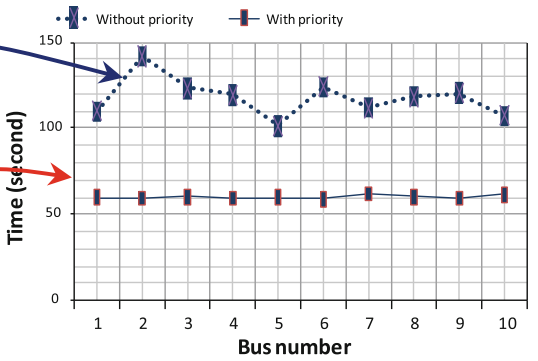 Without priority
With priority
150
100
50
0
Time (second)
1 2 3 4 5 6 7 8 9 10
Bus number